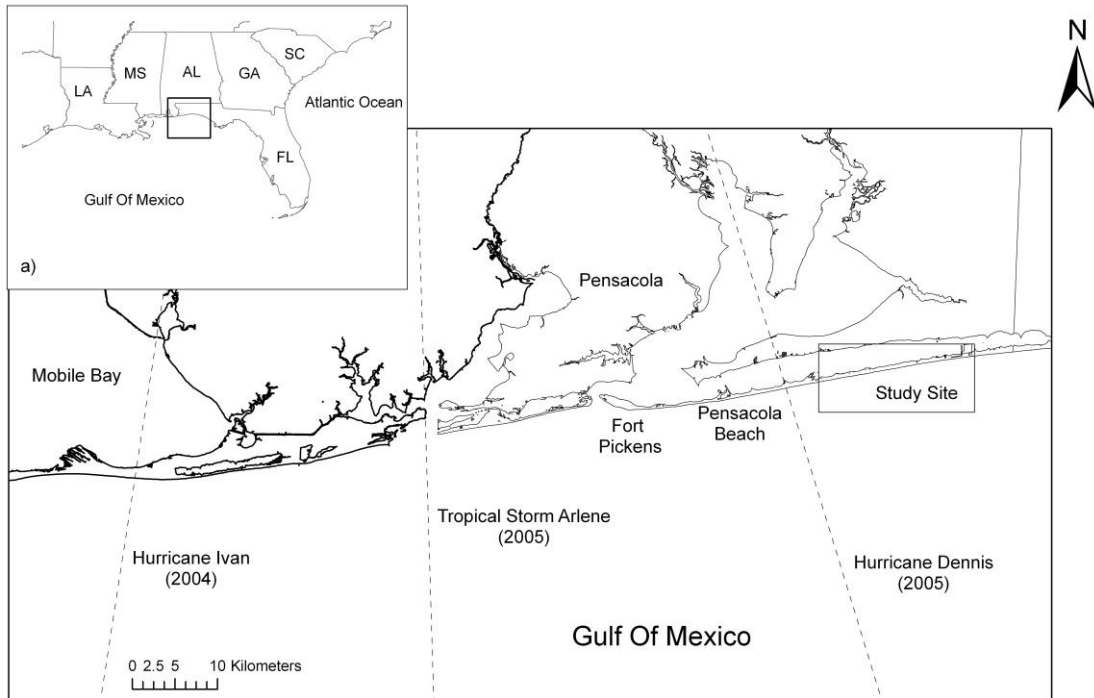 N
MS
AL
GA
SC
LA
Atlantic Ocean
FL
Gulf Of Mexico
a)
Pensacola
Mobile Bay
Study Site
Fort
Pickens
Pensacola
Beach
Tropical Storm Arlene
(2005)
Hurricane Ivan
(2004)
Hurricane Dennis
(2005)
Gulf Of Mexico
0 2.5 5 10 Kilometers